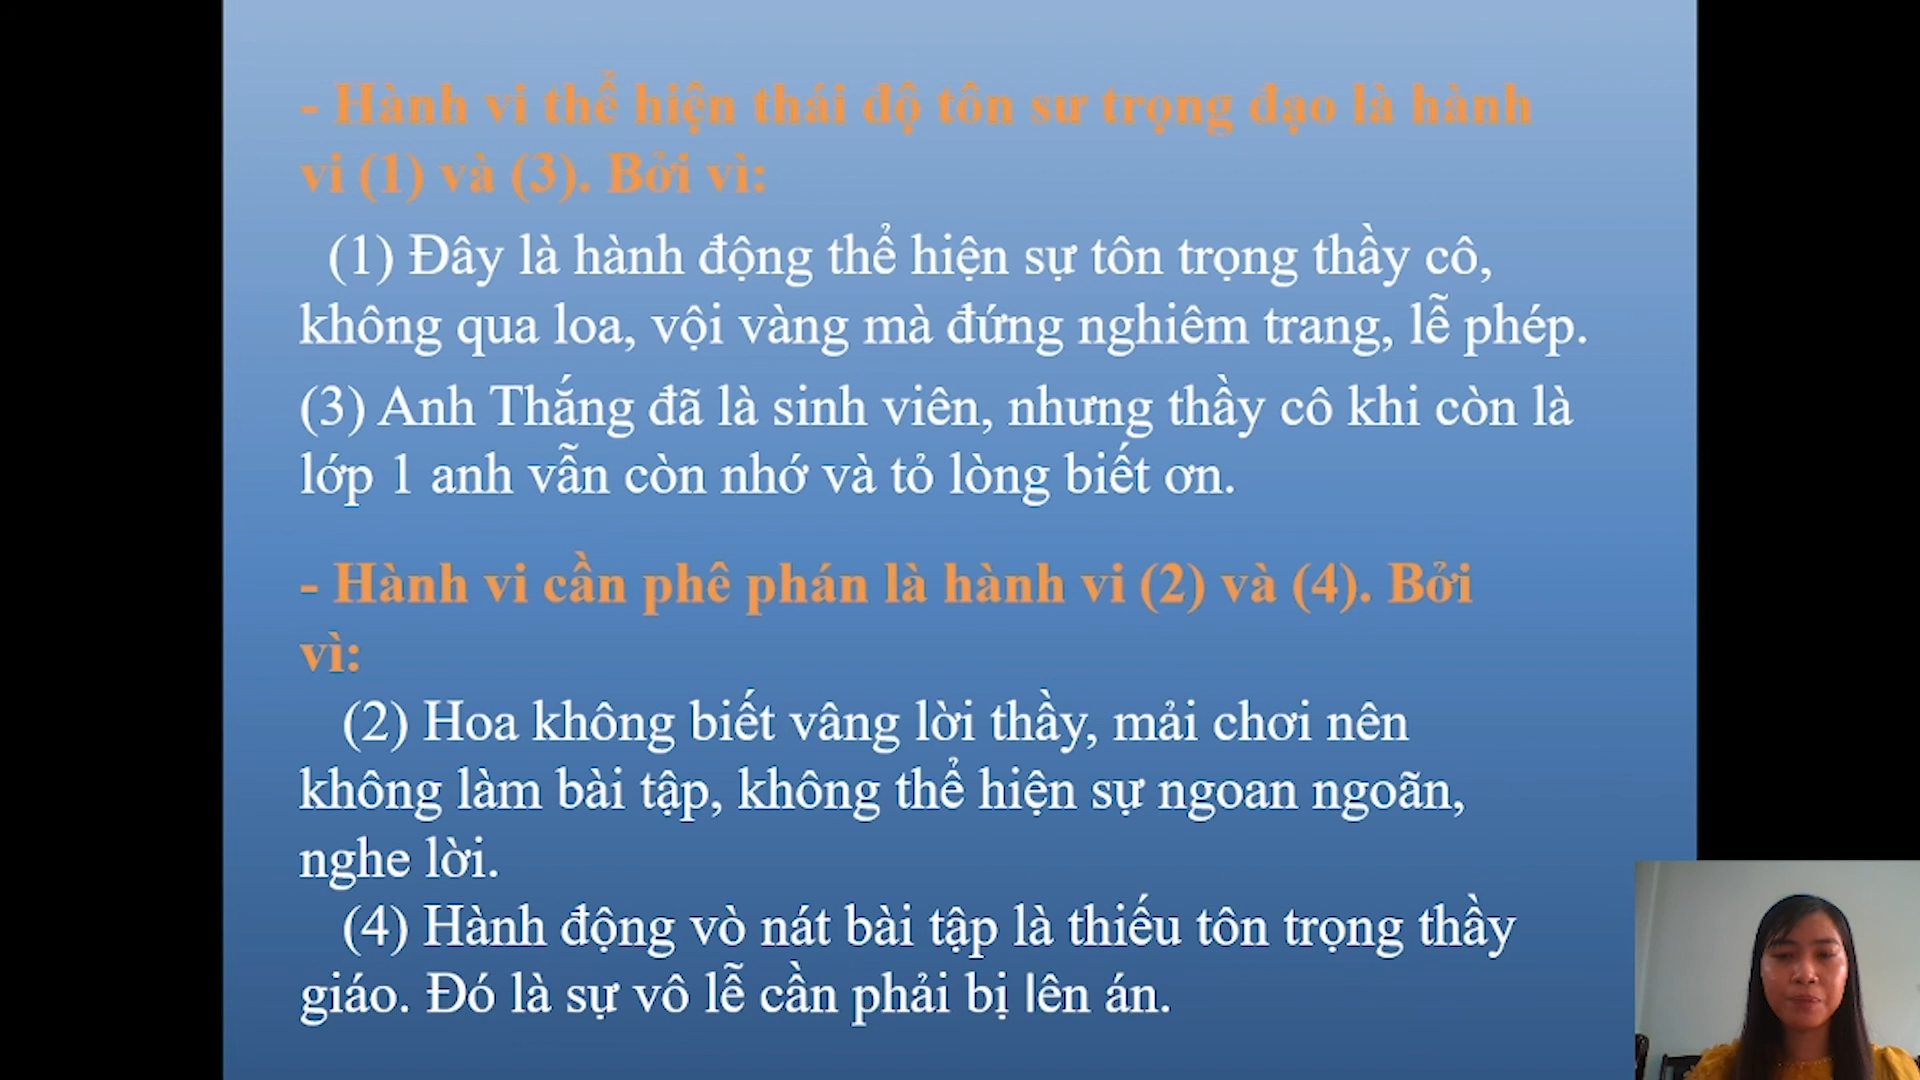 - Hành vi thể hiện thái độ tôn sư trọng đạo là hành
vi (1) và (3). Bởi vì:
(1) Đây là hành động thể hiện sự tôn trọng thầy cô,
không qua loa, vội vàng mà đứng nghiêm trang, lễ phép.
(3) Anh Thắng đã là sinh viên, nhưng thầy cô khi còn là
lớp 1 anh vẫn còn nhớ và tỏ lòng biết ơn.
- Hành vi cần phê phán là hành vi (2) và (4). Bởi
vì:
(2) Hoa không biết vâng lời thầy, mải chơi nên
không làm bài tập, không thể hiện sự ngoan ngoãn,
nghe lời.
(4) Hành động vò nát bài tập là thiếu tôn trọng thầy
giáo. Đó là sự vô lễ cần phải bị lên án.